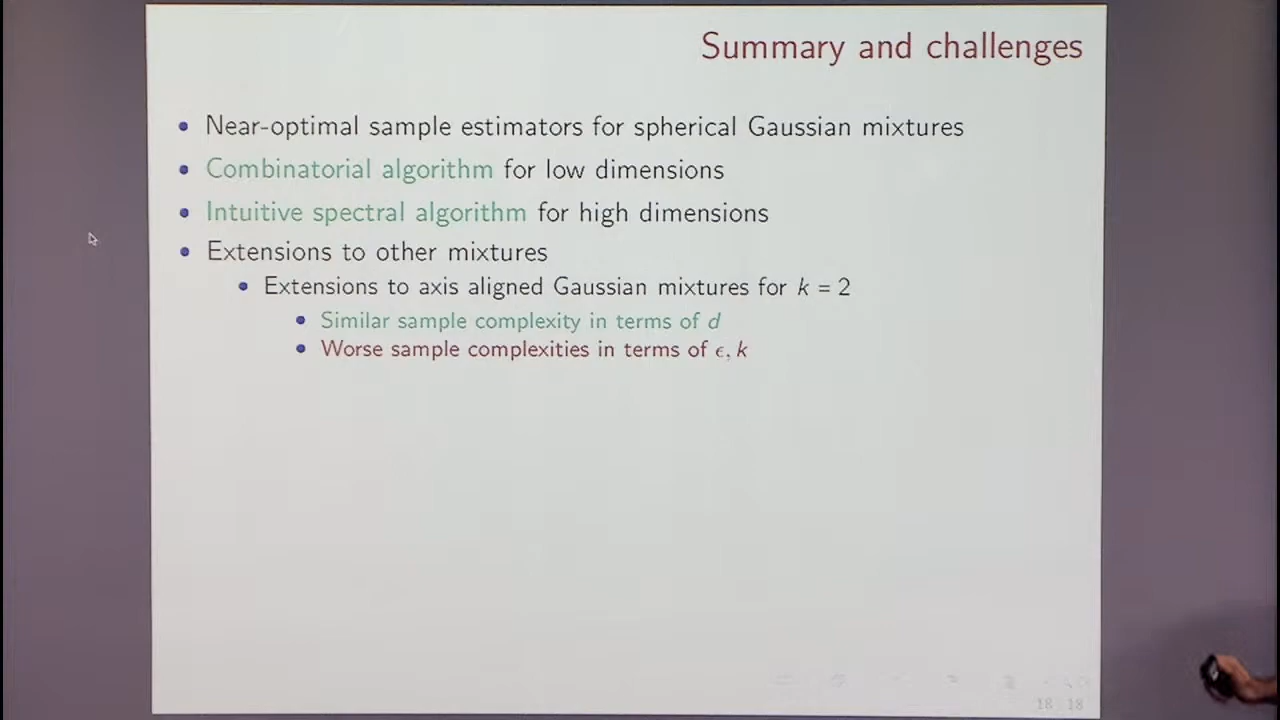 Summary and challenges
Near-optimal sample estimators for spherical Gaussian mixtures
Combinatorial algorithm for low dimensions
Intuitive spectral algorithm for high dimensions
Extensions to other mixtures
Extensions to axis aligned Gaussian mixtures for k = 2
Similar sample complexity in terms of d
Worse sample complexities in terms of ϵ, k
18 18